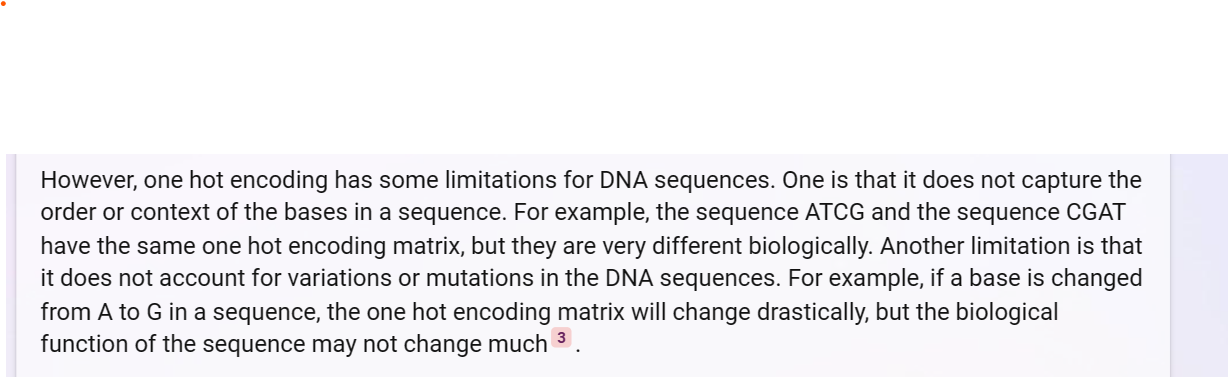 However, one hot encoding has some limitations for DNA sequences. One is that it does not capture the
order or context of the bases in a sequence. For example, the sequence ATCG and the sequence CGAT
have the same one hot encoding matrix, but they are very different biologically. Another limitation is that
it does not account for variations or mutations in the DNA sequences. For example, if a base is changed
from A to G in a sequence, the one hot encoding matrix will change drastically, but the biological
function of the sequence may not change much 3 .